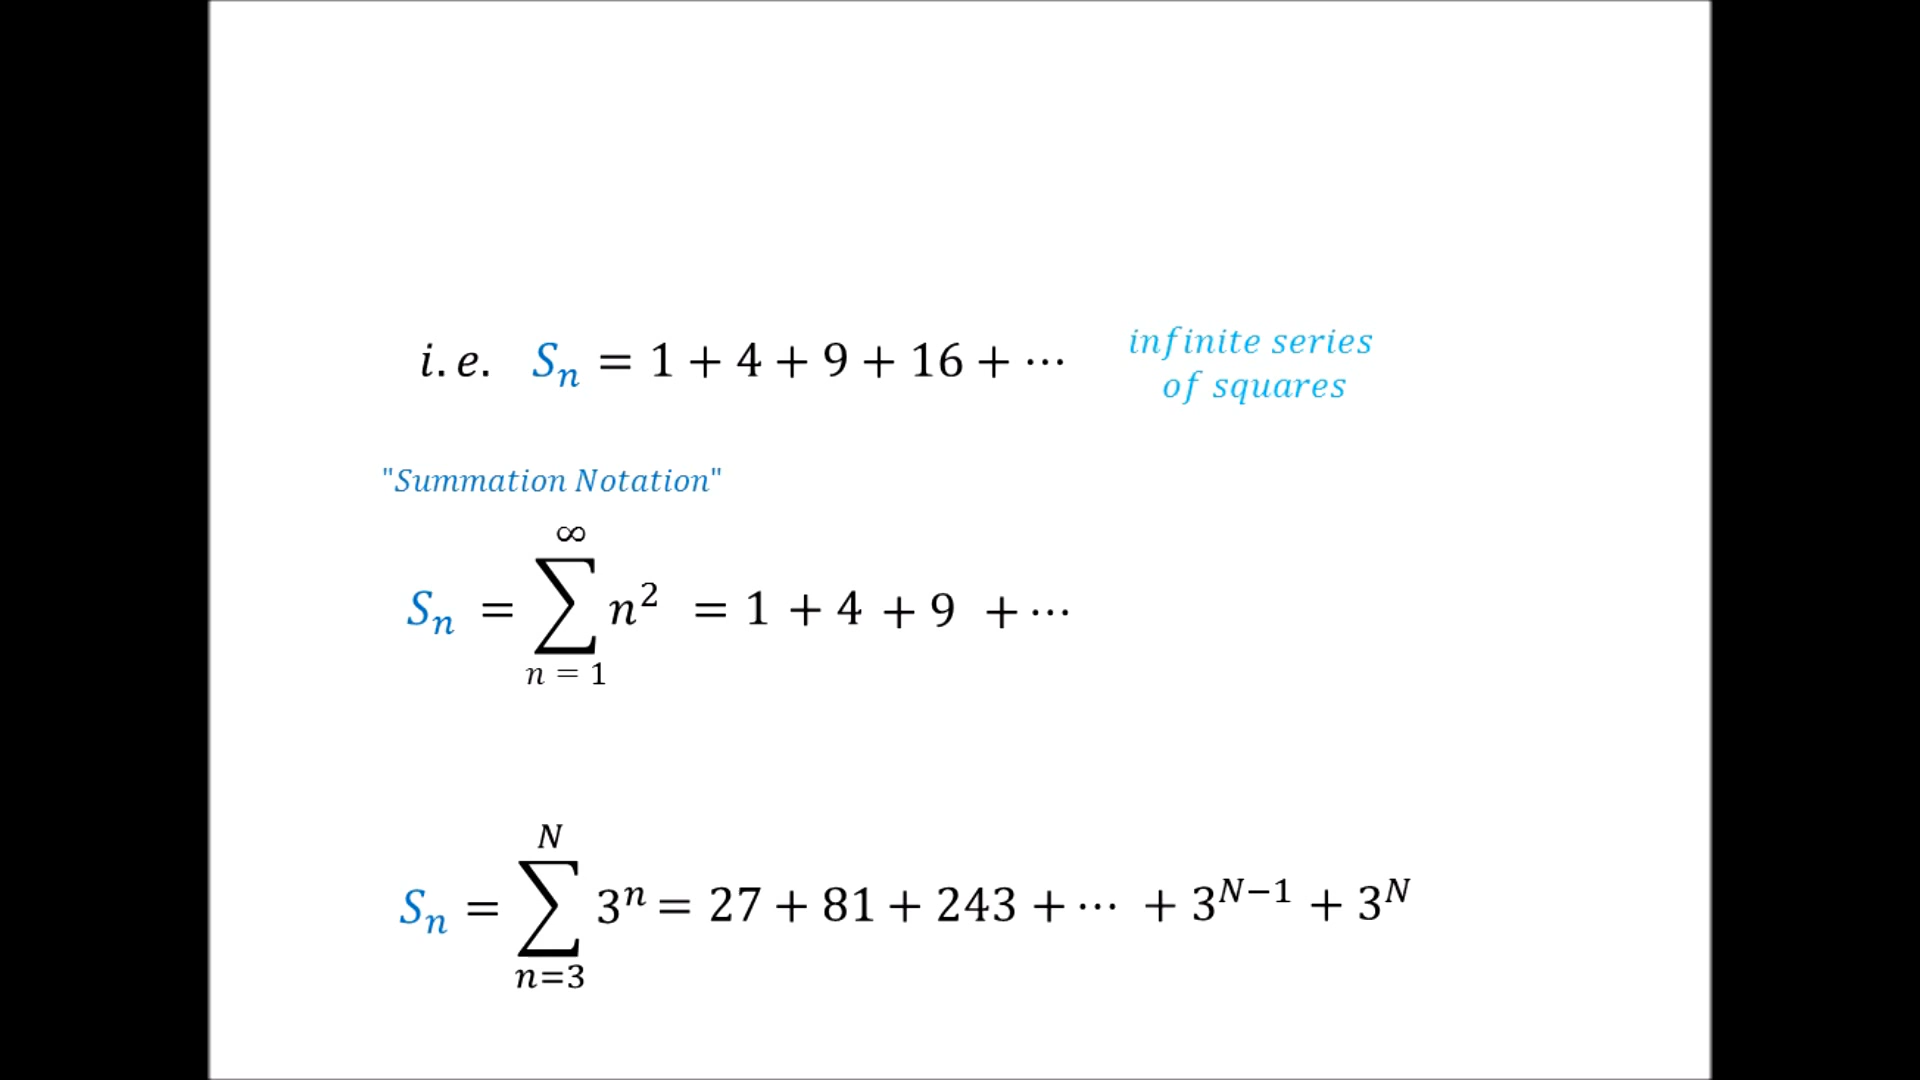 i.e. Sₙ = 1 + 4 + 9 + 16 + ⋯
infinite series
of squares
"Summation Notation"
∞
Sₙ = ∑ n² = 1 + 4 + 9 + ⋯
n = 1
N
Sₙ = ∑ 3ⁿ = 27 + 81 + 243 + ⋯ + 3ᴺ⁻¹ + 3ᴺ
n=3